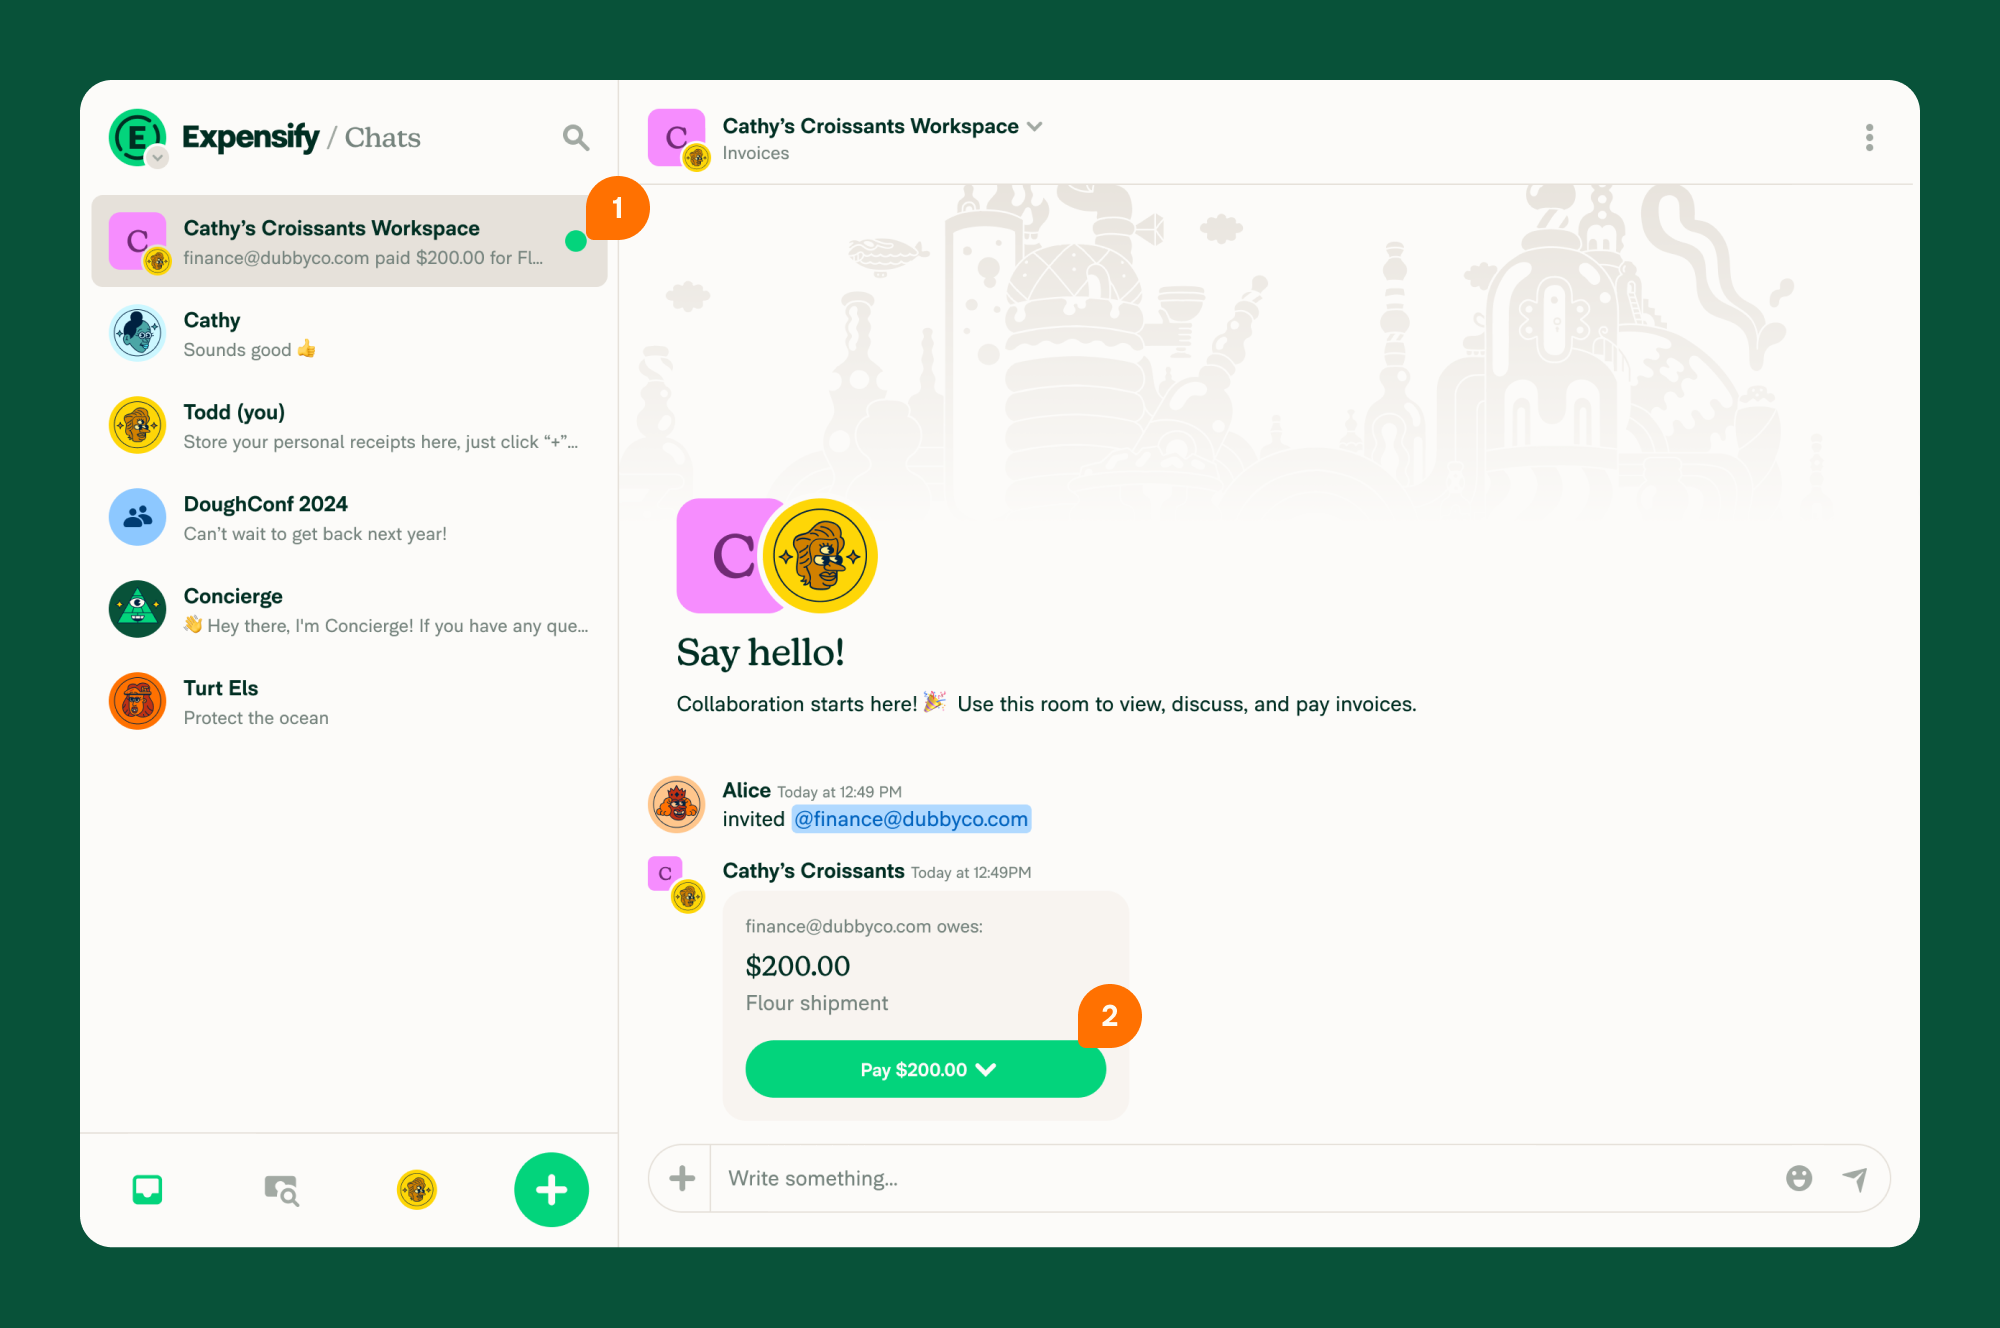 Expensify / Chats
1
C
Cathy’s Croissants Workspace
finance@dubbyco.com paid $200.00 for Fl...
Cathy
Sounds good 👍
Todd (you)
Store your personal receipts here, just click “+”...
DoughConf 2024
Can’t wait to get back next year!
Concierge
👋 Hey there, I'm Concierge! If you have any que...
Turt Els
Protect the ocean
C
Cathy’s Croissants Workspace
Invoices
C
Say hello!
Collaboration starts here! 🎉 Use this room to view, discuss, and pay invoices.
Alice Today at 12:49 PM
invited @finance@dubbyco.com
C
Cathy’s Croissants Today at 12:49PM
finance@dubbyco.com owes:
$200.00
Flour shipment
2
Pay $200.00
Write something...